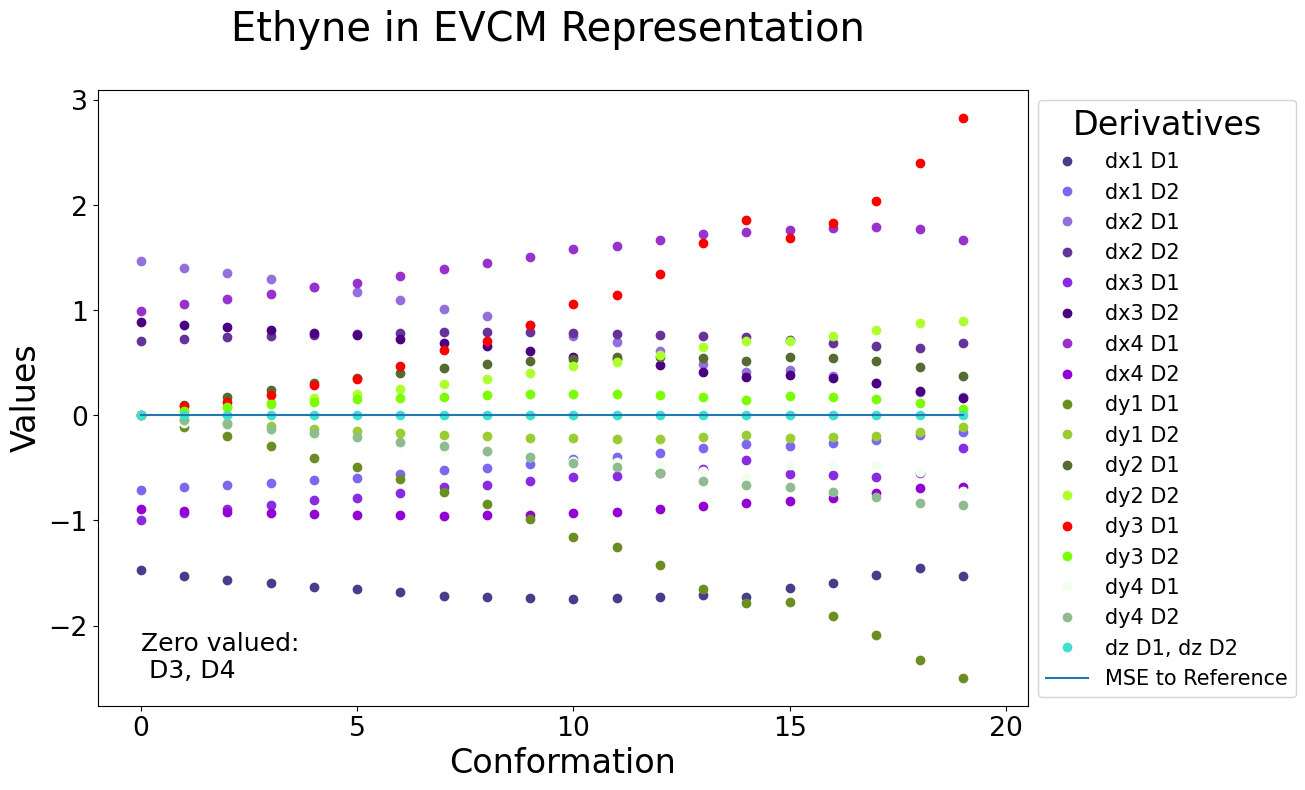 Ethyne in EVCM Representation
Values
3
2
1
0
−1
−2
Zero valued:
D3, D4
0
5
10
15
20
Conformation
Derivatives
dx1 D1
dx1 D2
dx2 D1
dx2 D2
dx3 D1
dx3 D2
dx4 D1
dx4 D2
dy1 D1
dy1 D2
dy2 D1
dy2 D2
dy3 D1
dy3 D2
dy4 D1
dy4 D2
dz D1, dz D2
MSE to Reference